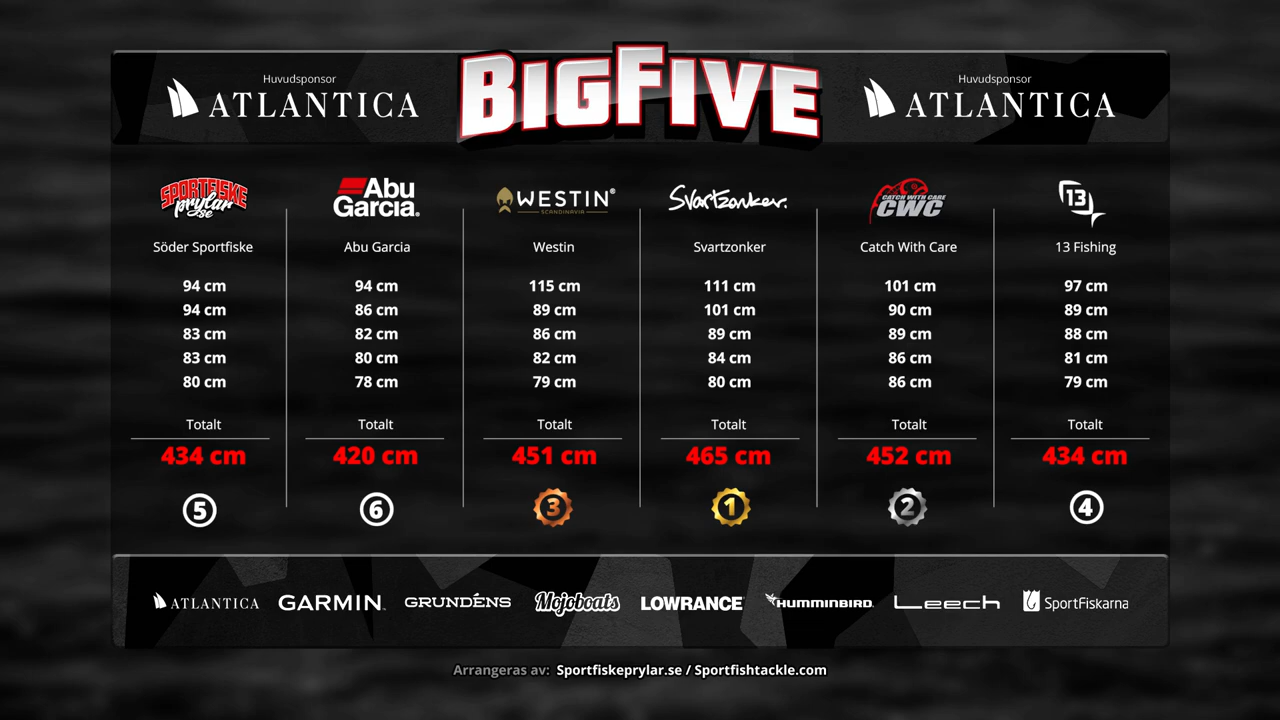 Huvudsponsor
ATLANTICA
BIGFIVE
Huvudsponsor
ATLANTICA
SPORTFISKE
prylar
.se
Söder Sportfiske
94 cm
94 cm
83 cm
83 cm
80 cm
Totalt
434 cm
5
Abu
Garcia.
Abu Garcia
94 cm
86 cm
82 cm
80 cm
78 cm
Totalt
420 cm
6
WESTIN®
SCANDINAVIA
Westin
115 cm
89 cm
86 cm
82 cm
79 cm
Totalt
451 cm
3
Svartzonker.
Svartzonker
111 cm
101 cm
89 cm
84 cm
80 cm
Totalt
465 cm
1
CATCH WITH CARE
CWC
Catch With Care
101 cm
90 cm
89 cm
86 cm
86 cm
Totalt
452 cm
2
13
13 Fishing
97 cm
89 cm
88 cm
81 cm
79 cm
Totalt
434 cm
4
ATLANTICA GARMIN GRUNDÉNS Mojoboats LOWRANCE HUMMINBIRD Leech SportFiskarna
Arrangeras av: Sportfiskeprylar.se / Sportfishtackle.com